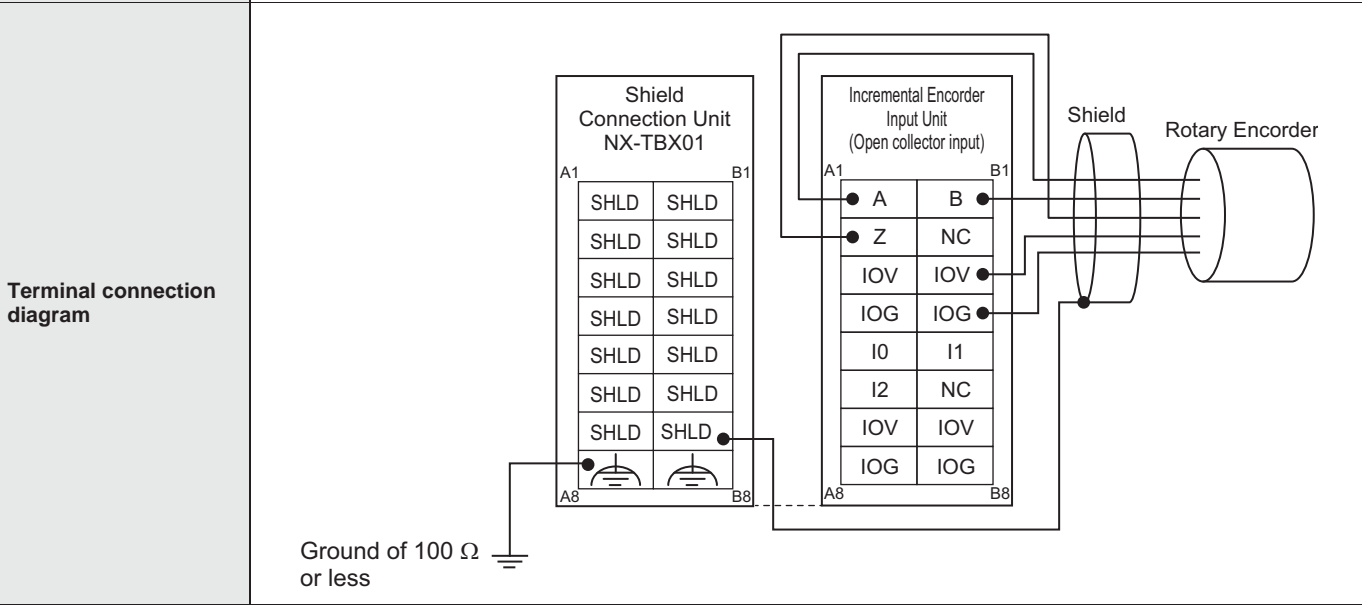 Terminal connection
diagram
Shield
Connection Unit
NX-TBX01
A1 B1
SHLD SHLD
SHLD SHLD
SHLD SHLD
SHLD SHLD
SHLD SHLD
SHLD SHLD
SHLD SHLD
A8 B8
Ground of 100 Ω
or less
Incremental Encorder
Input Unit
(Open collector input)
A1 B1
A B
Z NC
IOV IOV
IOG IOG
I0 I1
I2 NC
IOV IOV
IOG IOG
A8 B8
Shield
Rotary Encorder